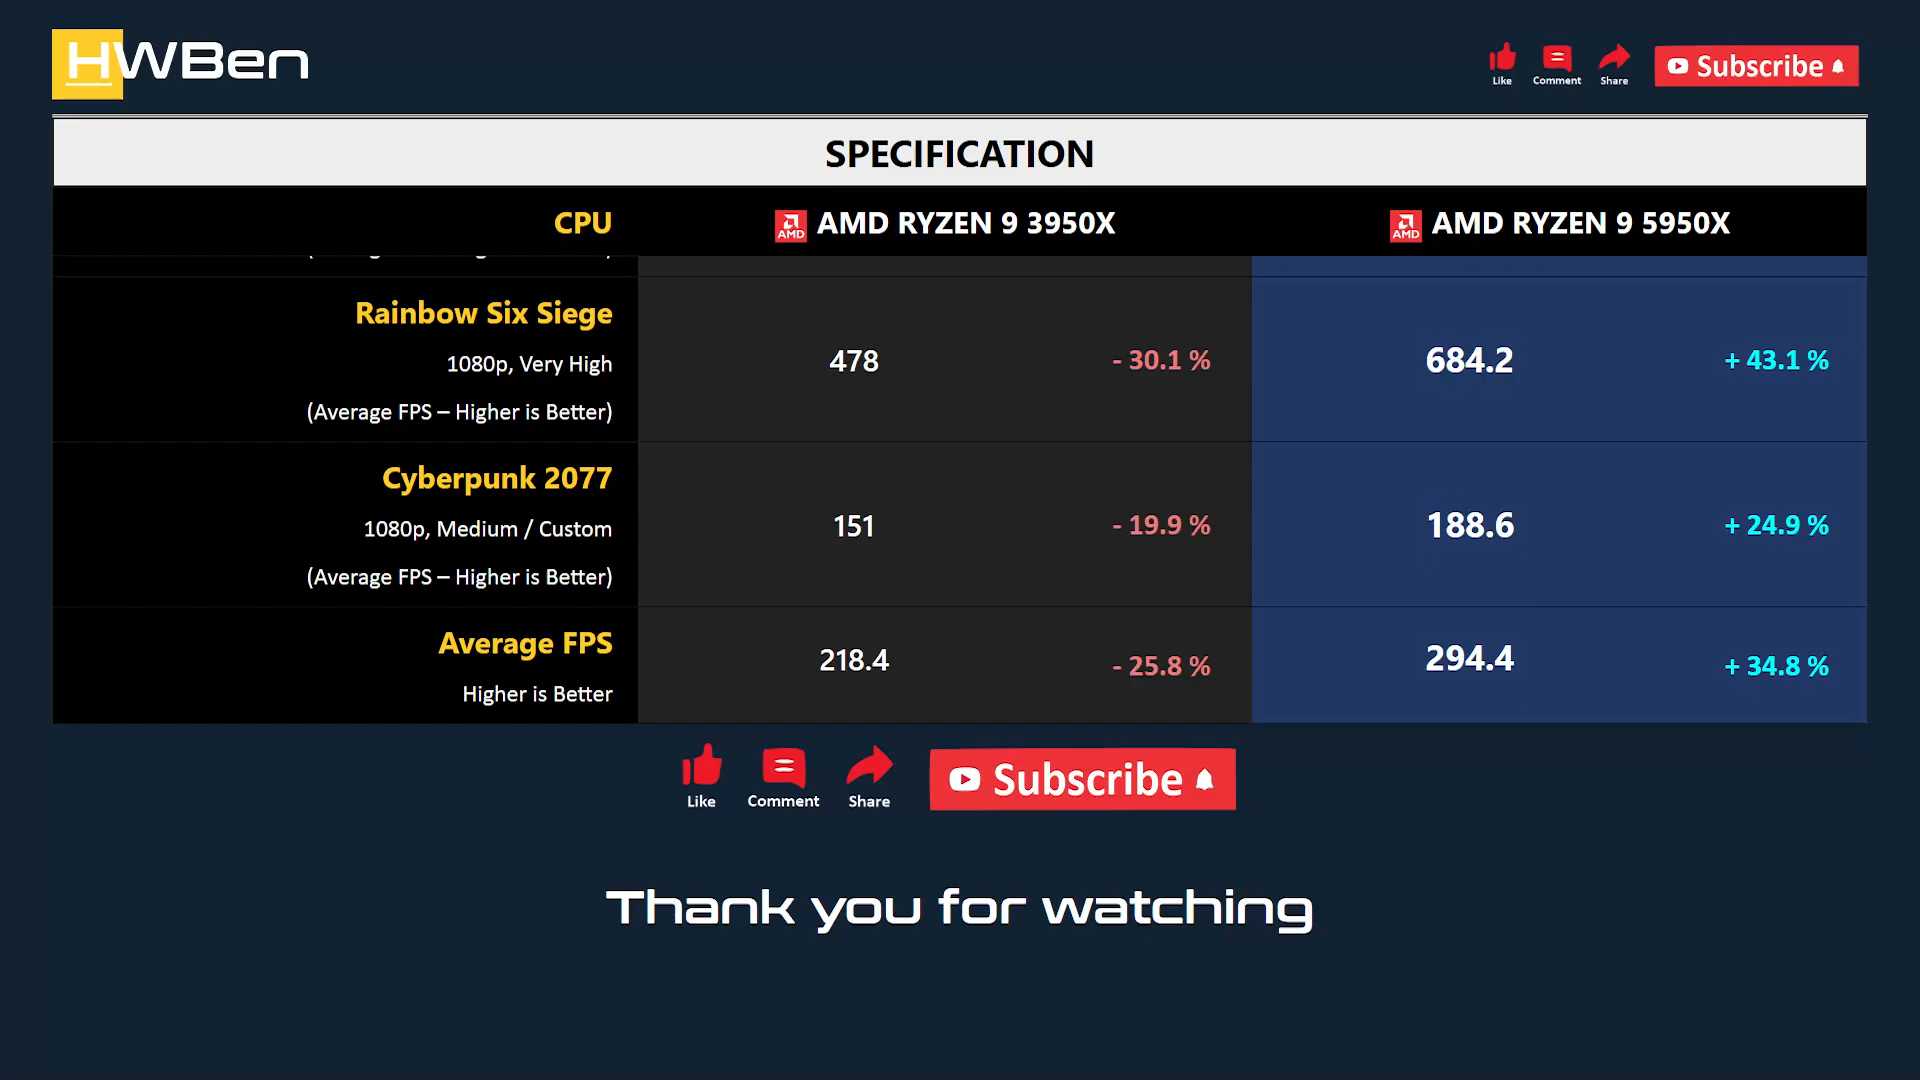 HWBen
Like Comment Share Subscribe
SPECIFICATION
CPU AMD AMD RYZEN 9 3950X AMD AMD RYZEN 9 5950X
Rainbow Six Siege
1080p, Very High
478 - 30.1 % 684.2 + 43.1 %
(Average FPS – Higher is Better)
Cyberpunk 2077
1080p, Medium / Custom
151 - 19.9 % 188.6 + 24.9 %
(Average FPS – Higher is Better)
Average FPS
218.4 - 25.8 % 294.4 + 34.8 %
Higher is Better
Like Comment Share Subscribe
Thank you for watching